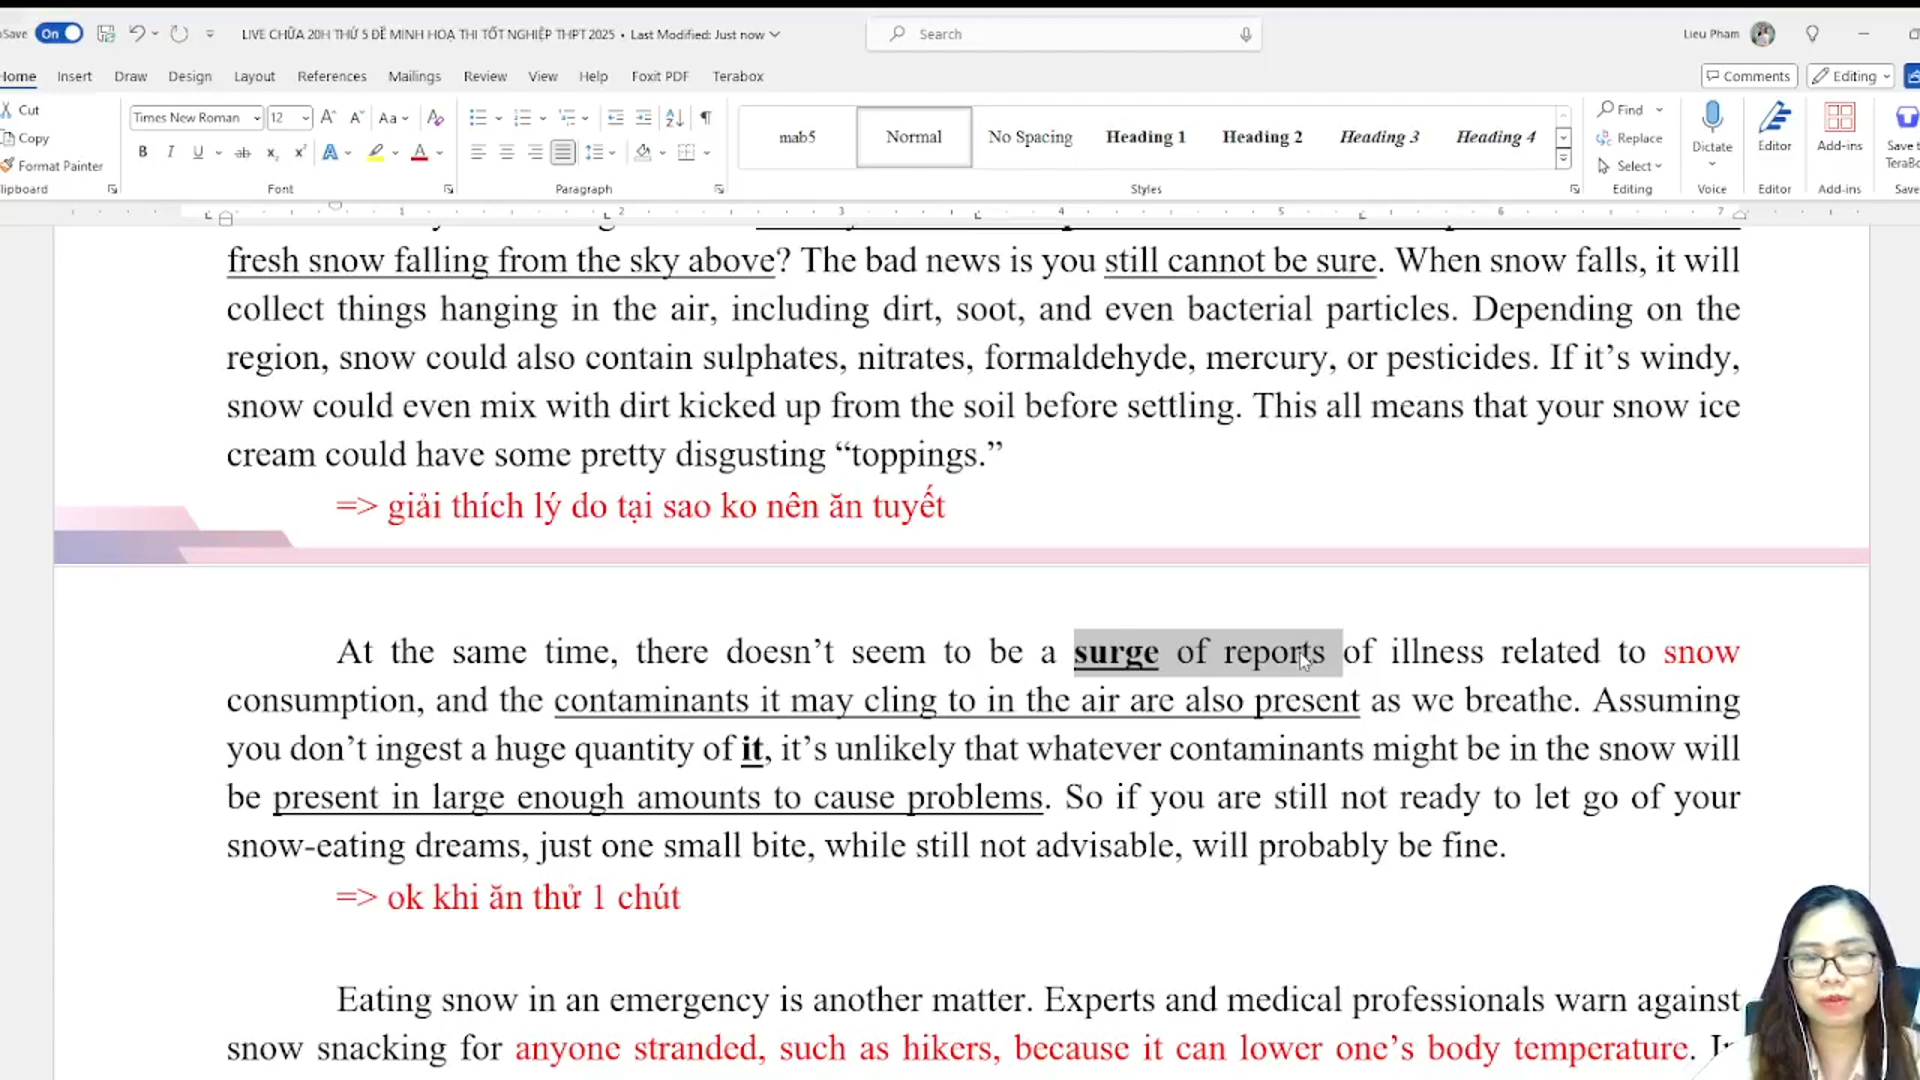 Save On LIVE CHỮA 20H THỨ 5 ĐỀ MINH HOẠ THI TỐT NGHIỆP THPT 2025 • Last Modified: Just now Search Lieu Pham
Home Insert Draw Design Layout References Mailings Review View Help Foxit PDF Terabox Comments Editing
Cut
Copy
Format Painter
Times New Roman 12 Aa
mab5 Normal No Spacing Heading 1 Heading 2 Heading 3 Heading 4
Find
Replace
Select
Dictate Editor Add-ins Save to
lipboard Font Paragraph Styles Editing Voice Editor Add-ins Save
1 2 3 4 5 6 7
fresh snow falling from the sky above? The bad news is you still cannot be sure. When snow falls, it will
collect things hanging in the air, including dirt, soot, and even bacterial particles. Depending on the
region, snow could also contain sulphates, nitrates, formaldehyde, mercury, or pesticides. If it’s windy,
snow could even mix with dirt kicked up from the soil before settling. This all means that your snow ice
cream could have some pretty disgusting “toppings.”
=> giải thích lý do tại sao ko nên ăn tuyết
At the same time, there doesn’t seem to be a surge of reports of illness related to snow
consumption, and the contaminants it may cling to in the air are also present as we breathe. Assuming
you don’t ingest a huge quantity of it, it’s unlikely that whatever contaminants might be in the snow will
be present in large enough amounts to cause problems. So if you are still not ready to let go of your
snow-eating dreams, just one small bite, while still not advisable, will probably be fine.
=> ok khi ăn thử 1 chút
Eating snow in an emergency is another matter. Experts and medical professionals warn against
snow snacking for anyone stranded, such as hikers, because it can lower one’s body temperature.